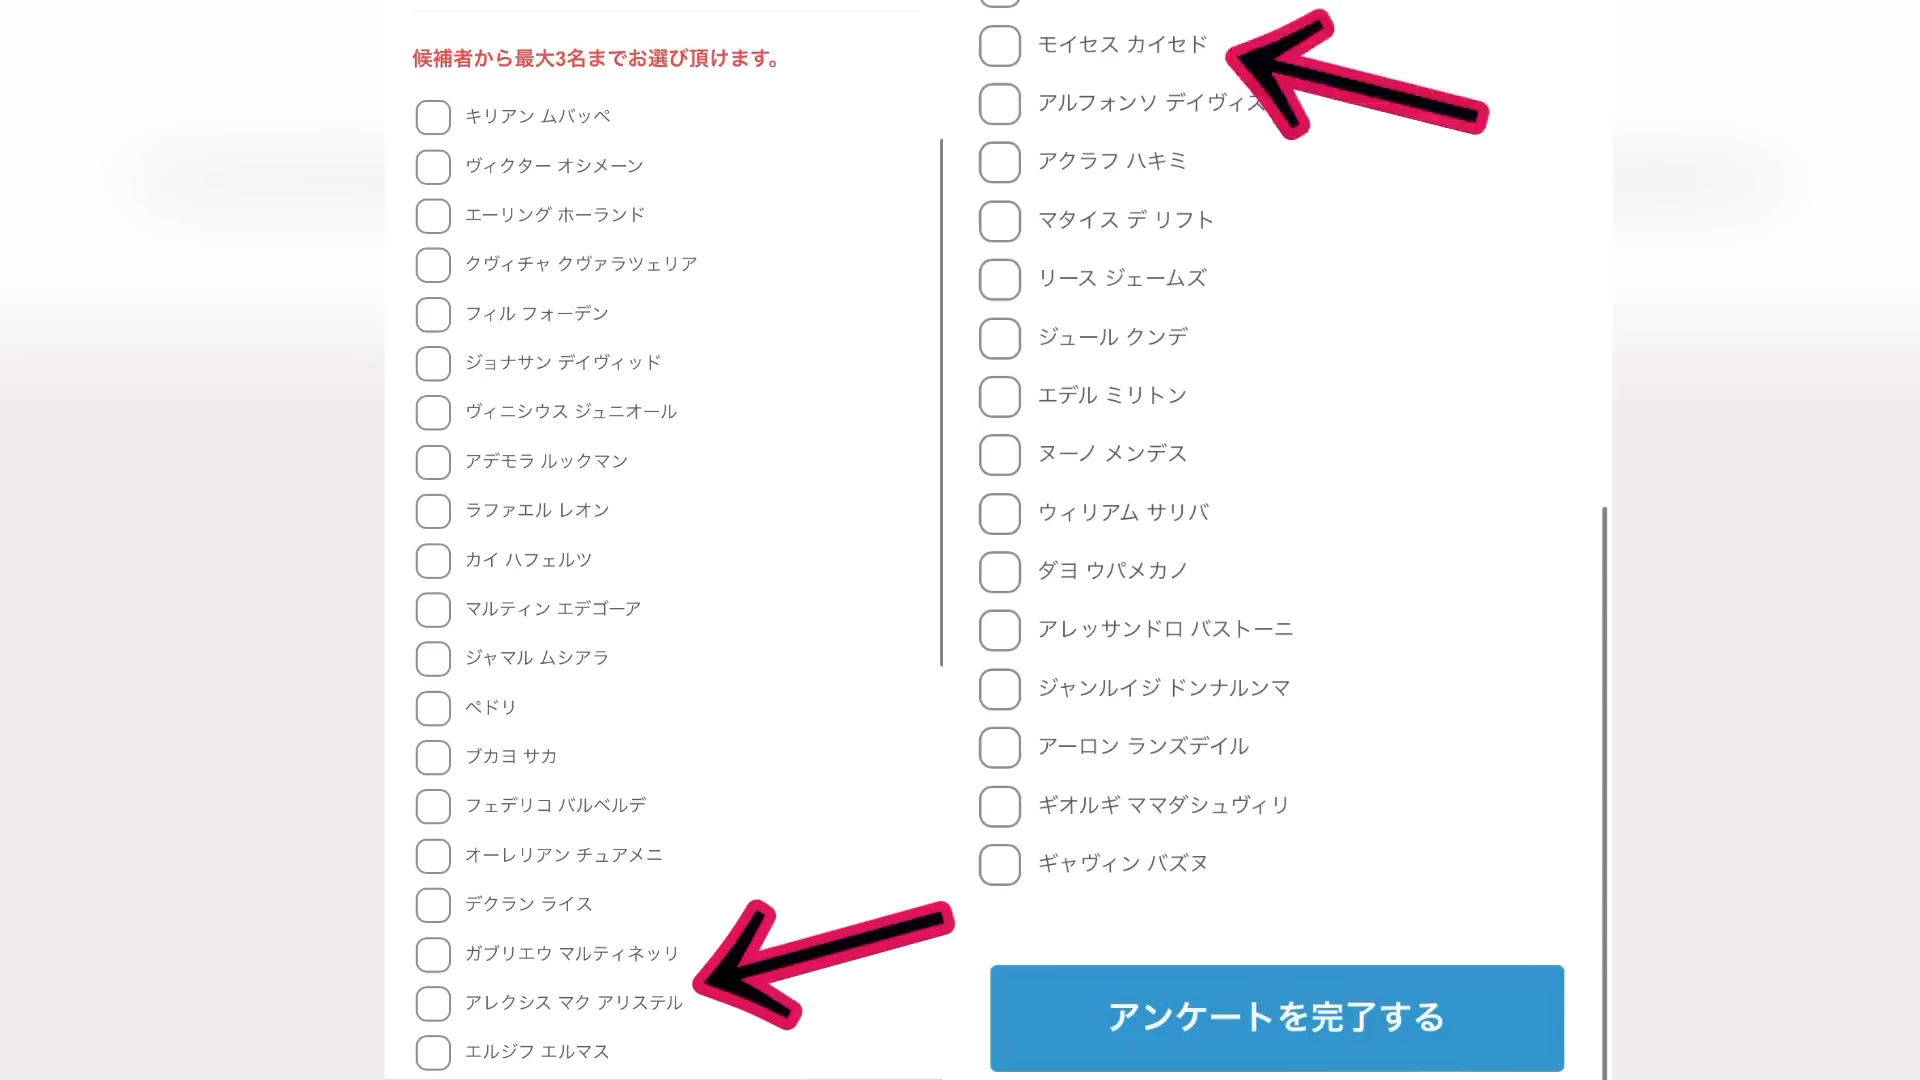 候補者から最大3名までお選び頂けます。
キリアン ムバッペ
ヴィクター オシメーン
エーリング ホーランド
クヴィチャ クヴァラツェリア
フィル フォーデン
ジョナサン デイヴィッド
ヴィニシウス ジュニオール
アデモラ ルックマン
ラファエル レオン
カイ ハフェルツ
マルティン エデゴーア
ジャマル ムシアラ
ペドリ
ブカヨ サカ
フェデリコ バルベルデ
オーレリアン チュアメニ
デクラン ライス
ガブリエウ マルティネッリ
アレクシス マク アリステル
エルジフ エルマス
モイセス カイセド
アルフォンソ デイヴィス
アクラフ ハキミ
マタイス デ リフト
リース ジェームズ
ジュール クンデ
エデル ミリトン
ヌーノ メンデス
ウィリアム サリバ
ダヨ ウパメカノ
アレッサンドロ バストーニ
ジャンルイジ ドンナルンマ
アーロン ランズデイル
ギオルギ ママダシュヴィリ
ギャヴィン バズヌ
アンケートを完了する